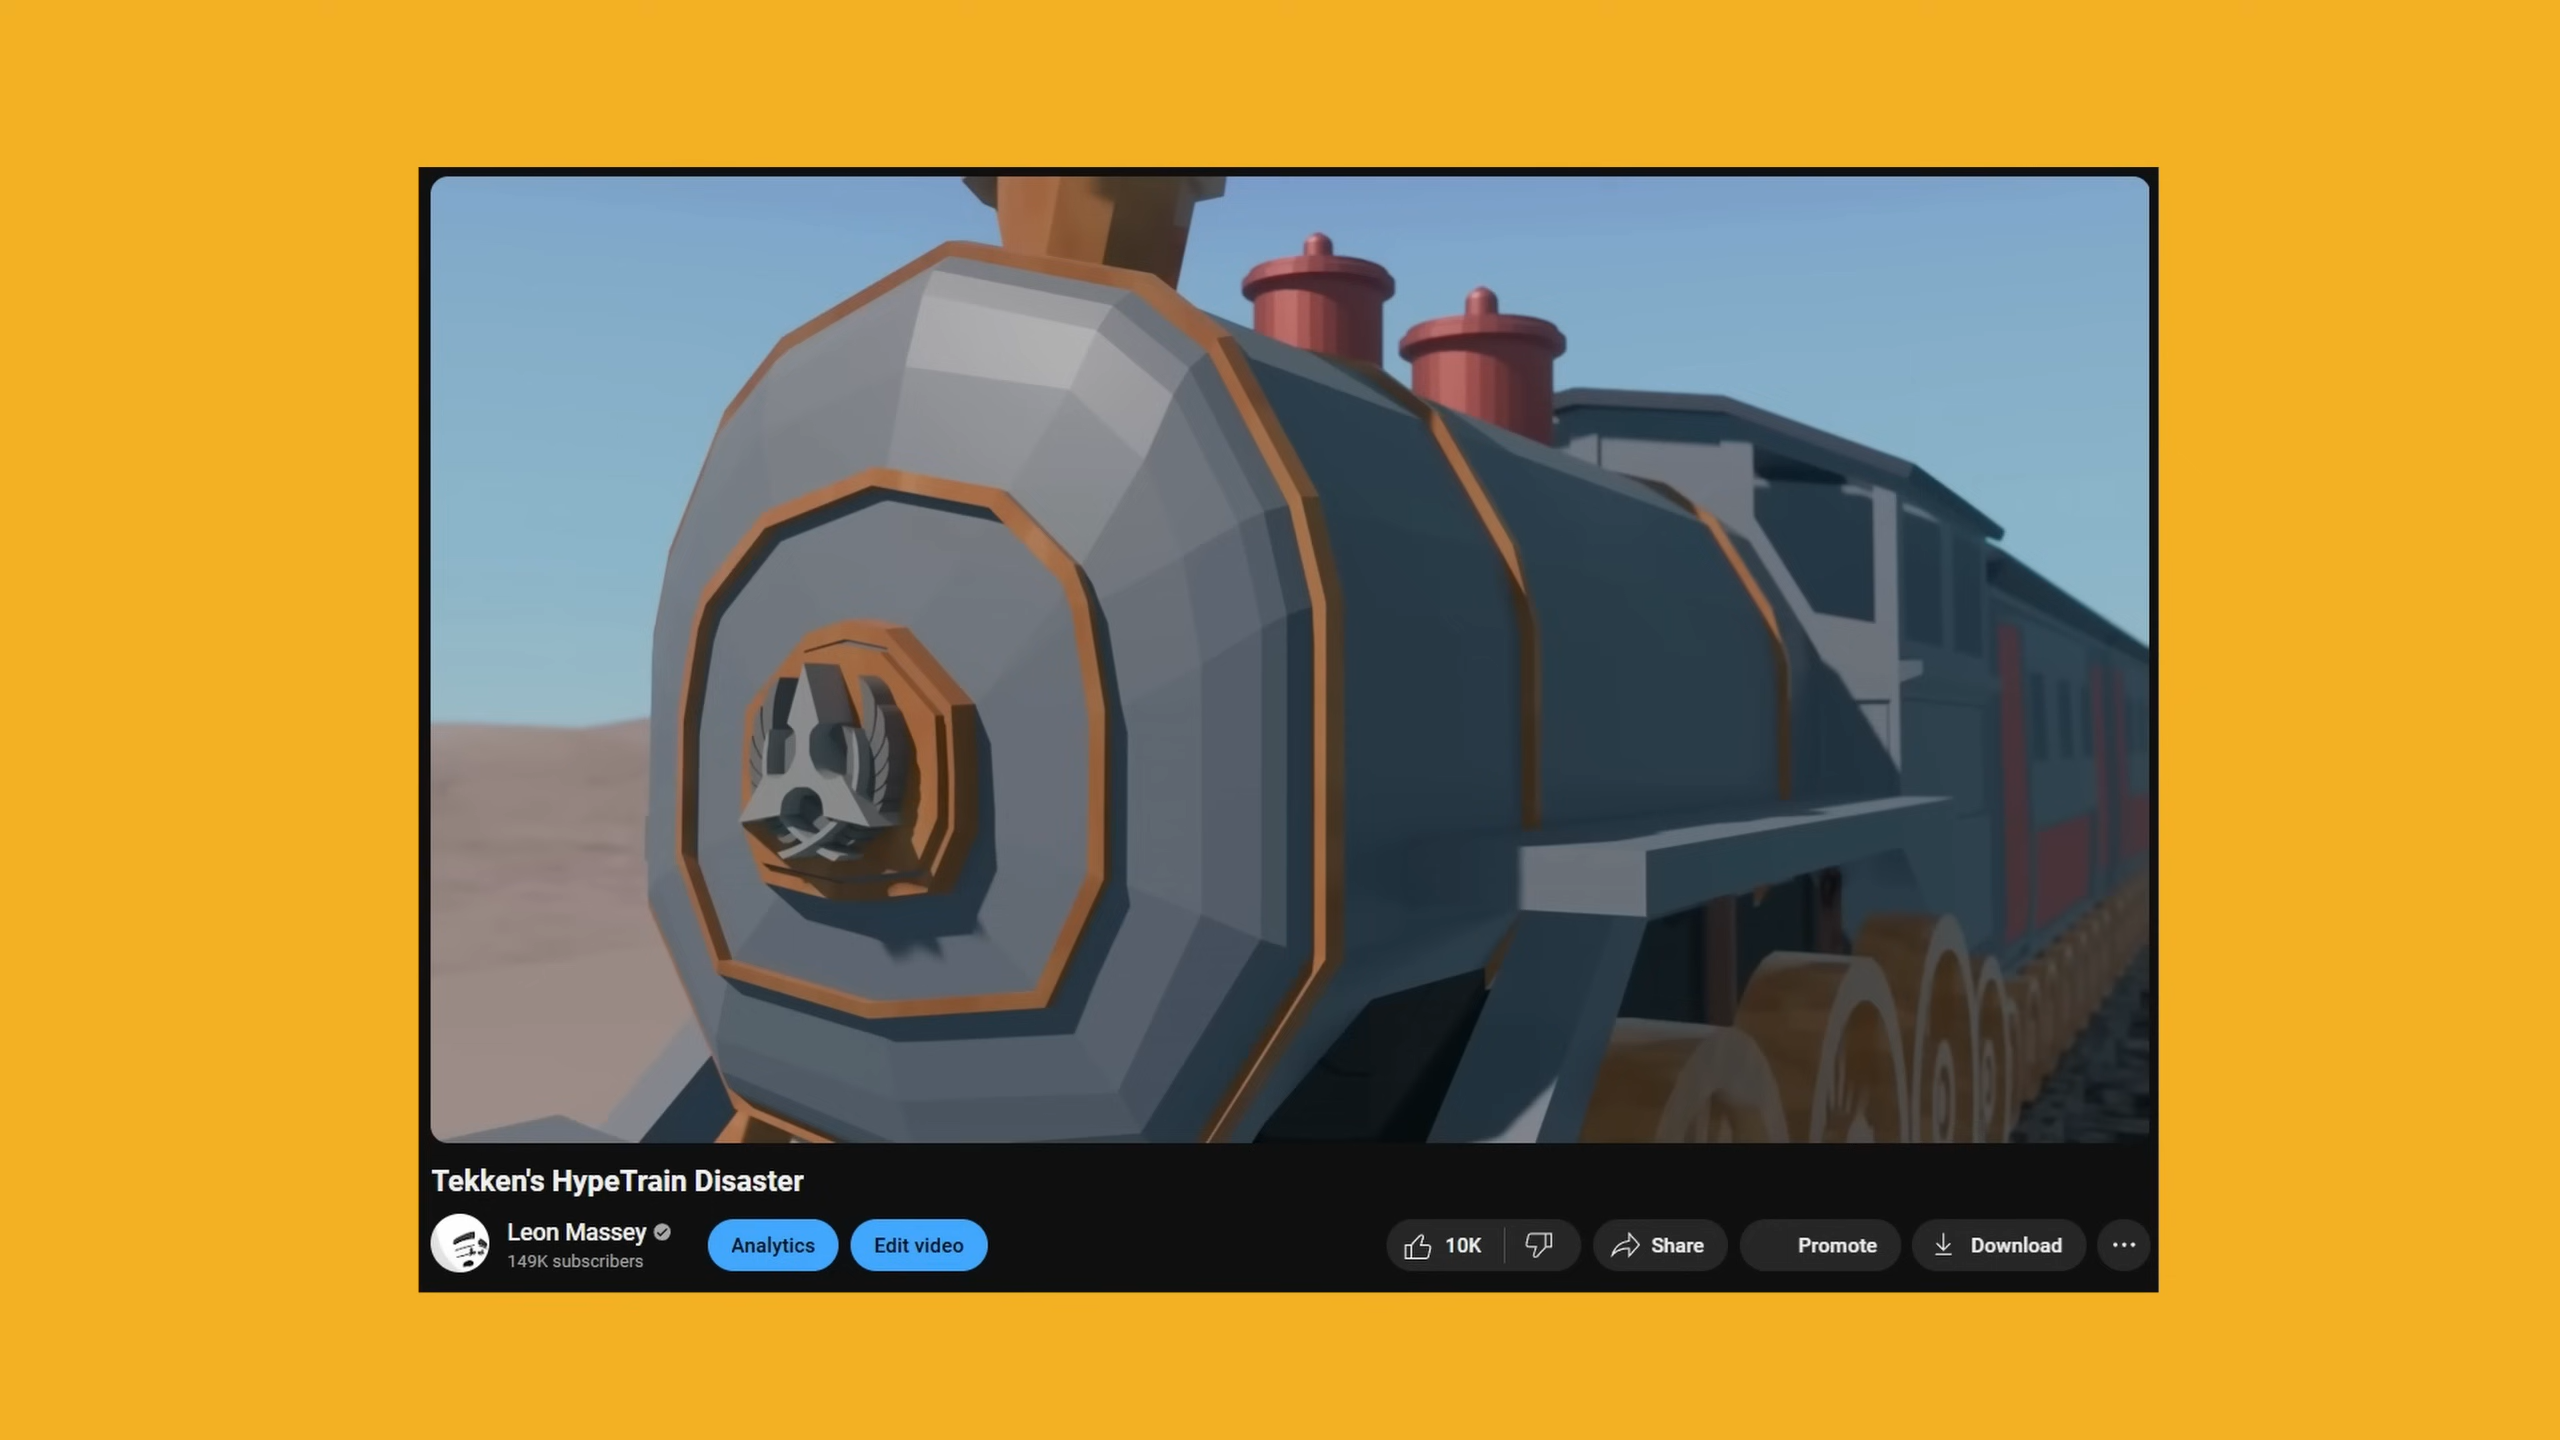 Tekken's HypeTrain Disaster
Leon Massey
149K subscribers
Analytics
Edit video
10K
Share
Promote
Download